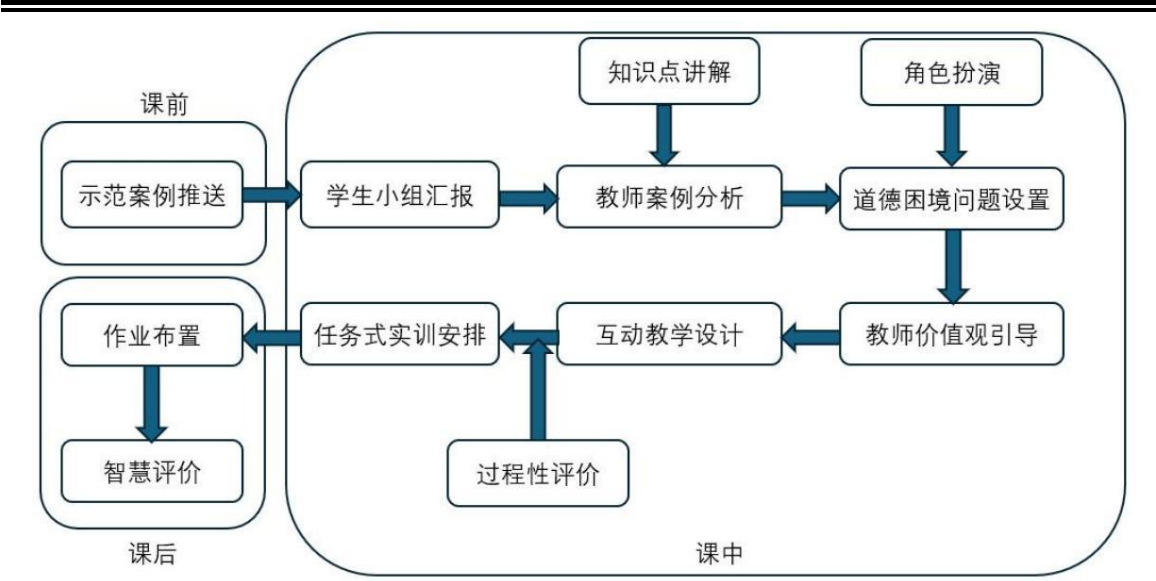 知识点讲解
角色扮演
课前
示范案例推送
学生小组汇报
教师案例分析
道德困境问题设置
作业布置
任务式实训安排
互动教学设计
教师价值观引导
智慧评价
过程性评价
课后
课中